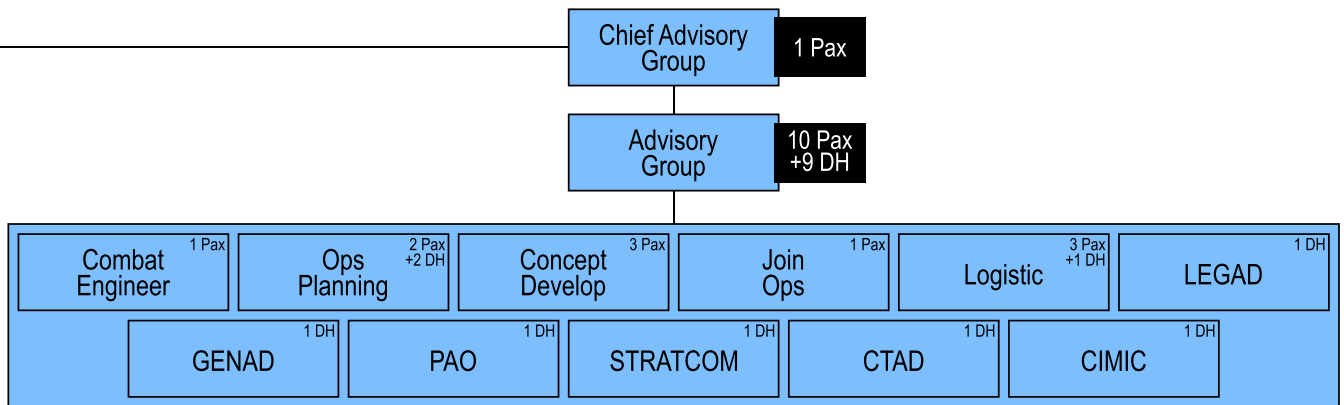 Chief Advisory
Group
1 Pax
Advisory
Group
10 Pax
+9 DH
Combat
Engineer
1 Pax
Ops
Planning
2 Pax
+2 DH
Concept
Develop
3 Pax
Join
Ops
1 Pax
Logistic
3 Pax
+1 DH
LEGAD
1 DH
GENAD
1 DH
PAO
1 DH
STRATCOM
1 DH
CTAD
1 DH
CIMIC
1 DH